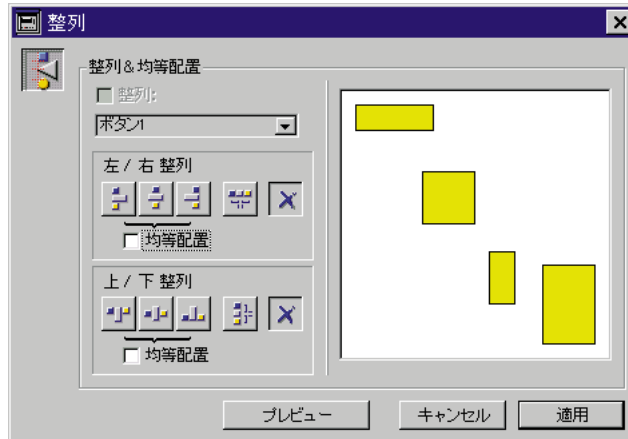 整列
整列&均等配置
整列:
ボタン1
左 / 右 整列
均等配置
上 / 下 整列
均等配置
プレビュー
キャンセル
適用